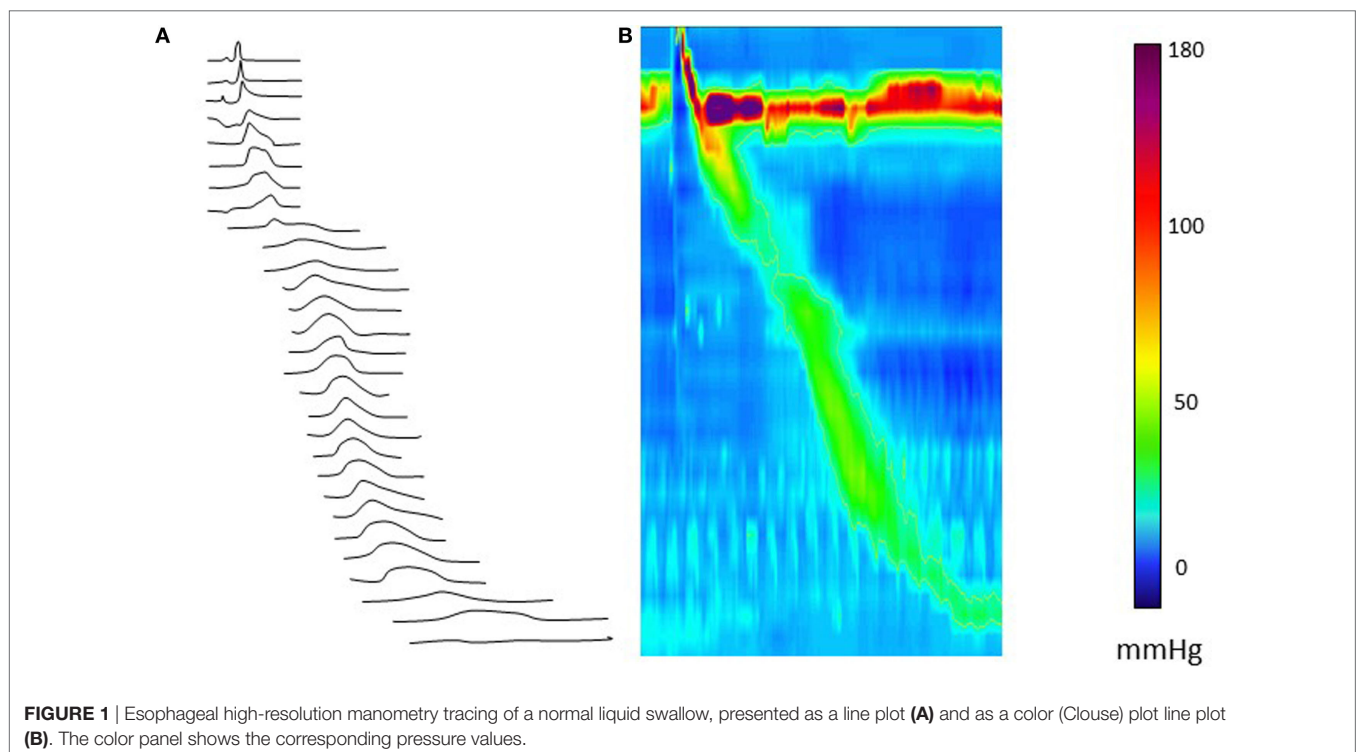 A
B
180
100
50
0
mmHg
FIGURE 1 | Esophageal high-resolution manometry tracing of a normal liquid swallow, presented as a line plot (A) and as a color (Clouse) plot line plot
(B). The color panel shows the corresponding pressure values.